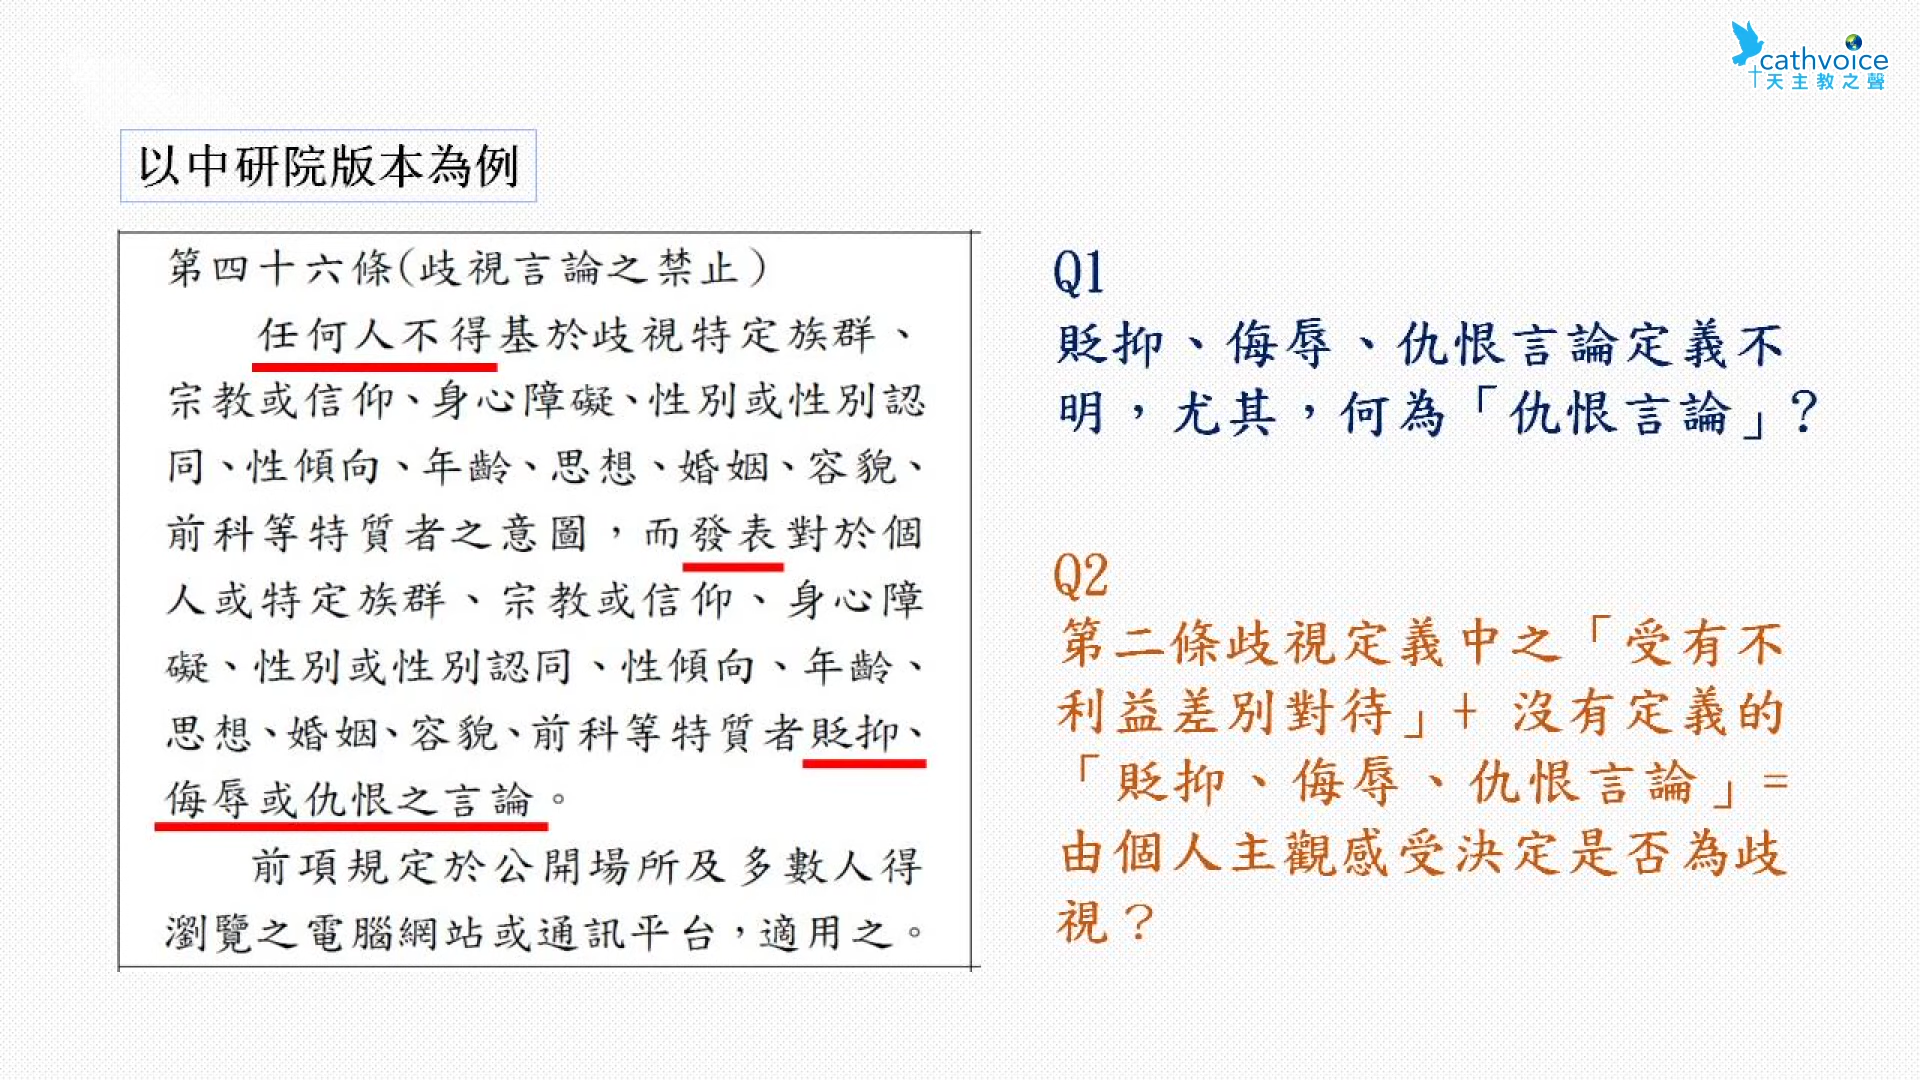 cathvoice
天主教之聲
以中研院版本為例
第四十六條(歧視言論之禁止)
任何人不得基於歧視特定族群、
宗教或信仰、身心障礙、性別或性別認
同、性傾向、年齡、思想、婚姻、容貌、
前科等特質者之意圖，而發表對於個
人或特定族群、宗教或信仰、身心障
礙、性別或性別認同、性傾向、年齡、
思想、婚姻、容貌、前科等特質者貶抑、
侮辱或仇恨之言論。
前項規定於公開場所及多數人得
瀏覽之電腦網站或通訊平台，適用之。
Q1
貶抑、侮辱、仇恨言論定義不
明，尤其，何為「仇恨言論」？
Q2
第二條歧視定義中之「受有不
利益差別對待」+ 沒有定義的
「貶抑、侮辱、仇恨言論」=
由個人主觀感受決定是否為歧
視？